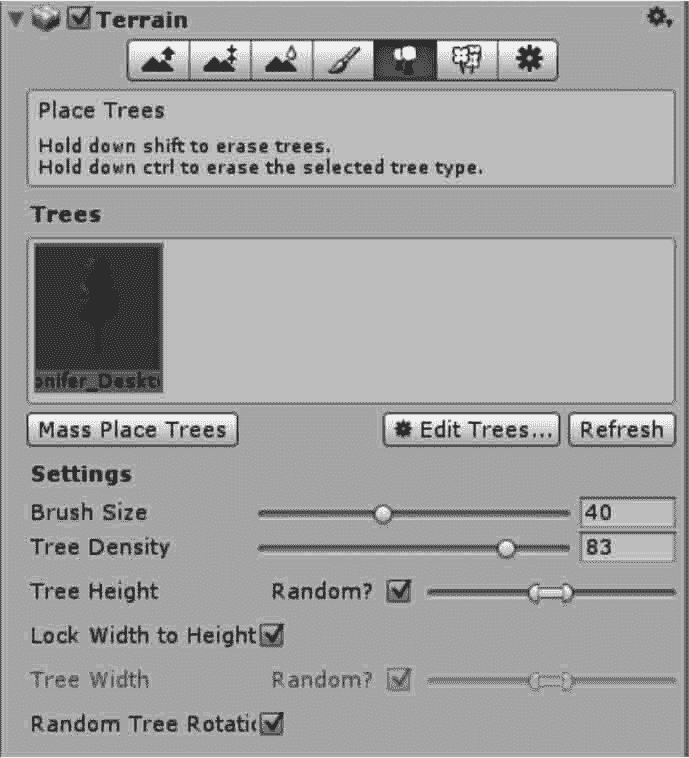 Terrain
Place Trees
Hold down shift to erase trees.
Hold down ctrl to erase the selected tree type.
Trees
onifer_Deskt
Mass Place Trees
Edit Trees...
Refresh
Settings
Brush Size
40
Tree Density
83
Tree Height
Random?
Lock Width to Height
Tree Width
Random?
Random Tree Rotati